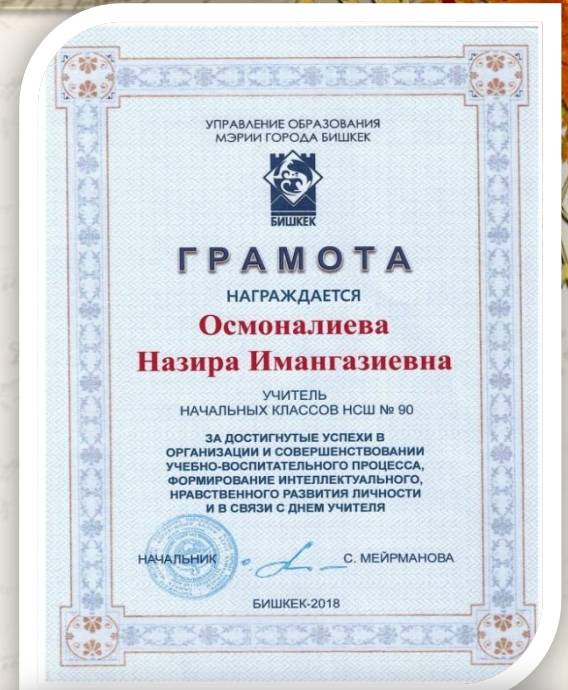 УПРАВЛЕНИЕ ОБРАЗОВАНИЯ
МЭРИИ ГОРОДА БИШКЕК
БИШКЕК
ГРАМОТА
НАГРАЖДАЕТСЯ
Осмоналиева
Назира Имангазиевна
УЧИТЕЛЬ
НАЧАЛЬНЫХ КЛАССОВ НСШ № 90
ЗА ДОСТИГНУТЫЕ УСПЕХИ В
ОРГАНИЗАЦИИ И СОВЕРШЕНСТВОВАНИИ
УЧЕБНО-ВОСПИТАТЕЛЬНОГО ПРОЦЕССА,
ФОРМИРОВАНИЕ ИНТЕЛЛЕКТУАЛЬНОГО,
НРАВСТВЕННОГО РАЗВИТИЯ ЛИЧНОСТИ
И В СВЯЗИ С ДНЕМ УЧИТЕЛЯ
НАЧАЛЬНИК С. МЕЙРМАНОВА
БИШКЕК-2018